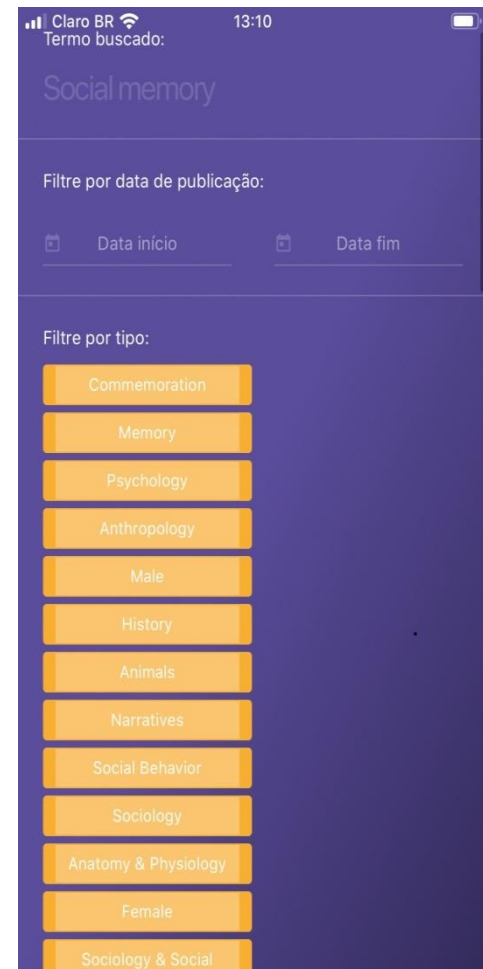 Claro BR 13:10
Termo buscado:
Social memory
Filtre por data de publicação:
Data início Data fim
Filtre por tipo:
Commemoration
Memory
Psychology
Anthropology
Male
History
Animals
Narratives
Social Behavior
Sociology
Anatomy & Physiology
Female
Sociology & Social